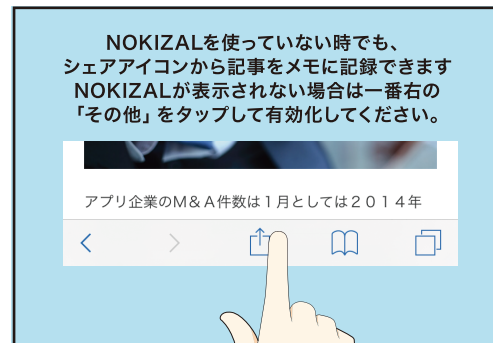 NOKIZALを使っていない時でも、
シェアアイコンから記事をメモに記録できます
NOKIZALが表示されない場合は一番右の
「その他」をタップして有効化してください。
アプリ企業のM&A件数は1月としては2014年